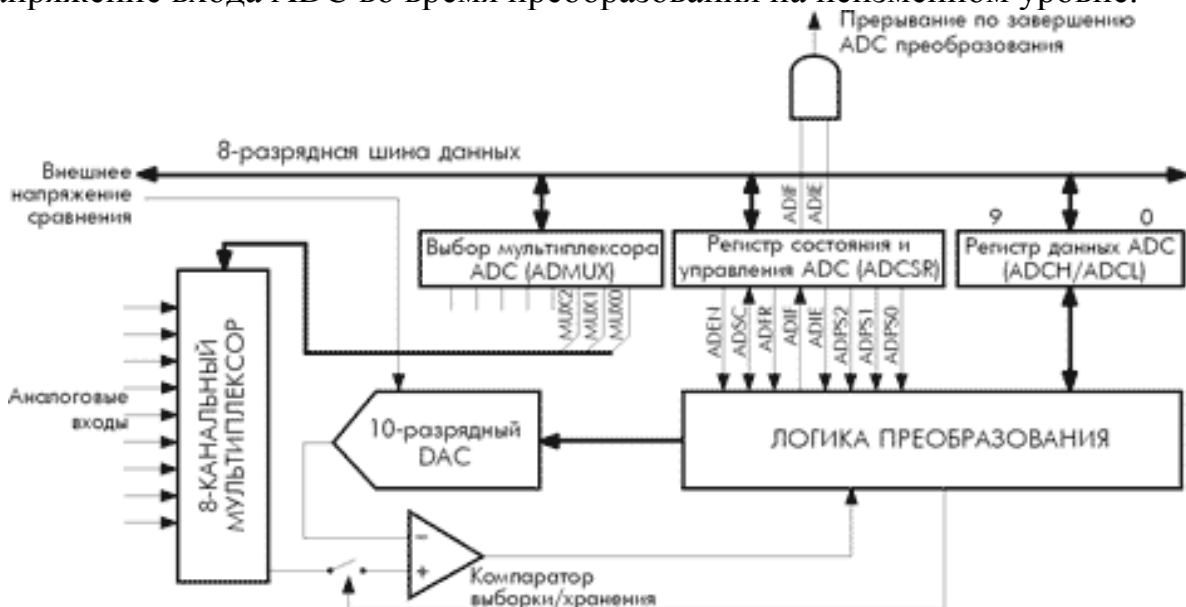 апряжение входа ADC во время преобразования на неизменном уровне.
Прерывание по завершению
ADC преобразования
8-разрядная шина данных
Внешнее
напряжение
сравнения
ADIF
ADIE
9
0
Выбор мультиплексора
ADC (ADMUX)
Регистр состояния и
управления ADC (ADCSR)
Регистр данных ADC
(ADCH/ADCL)
MUX2
MUX1
MUX0
ADEN
ADSC
ADFR
ADIF
ADIE
ADPS2
ADPS1
ADPS0
Аналоговые
входы
8-КАНАЛЬНЫЙ
МУЛЬТИПЛЕКСОР
10-разрядный
DAC
ЛОГИКА ПРЕОБРАЗОВАНИЯ
−
+
Компаратор
выборки/хранения